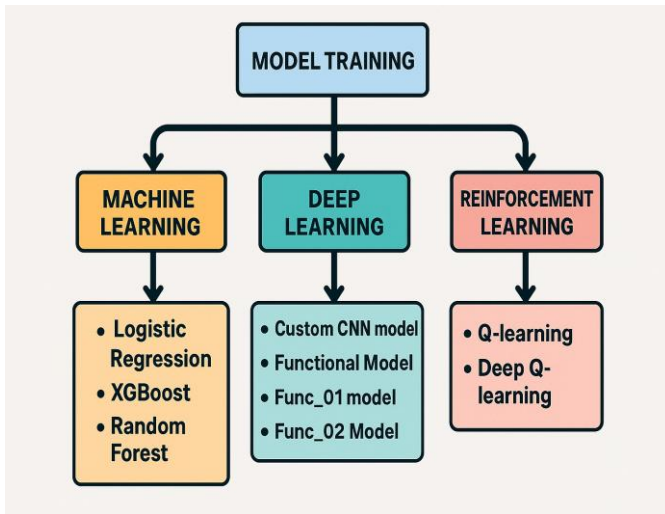 MODEL TRAINING
MACHINE
LEARNING
DEEP
LEARNING
REINFORCEMENT
LEARNING
• Logistic
Regression
• XGBoost
• Random
Forest
• Custom CNN model
• Functional Model
• Func_01 model
• Func_02 Model
• Q-learning
• Deep Q-
learning